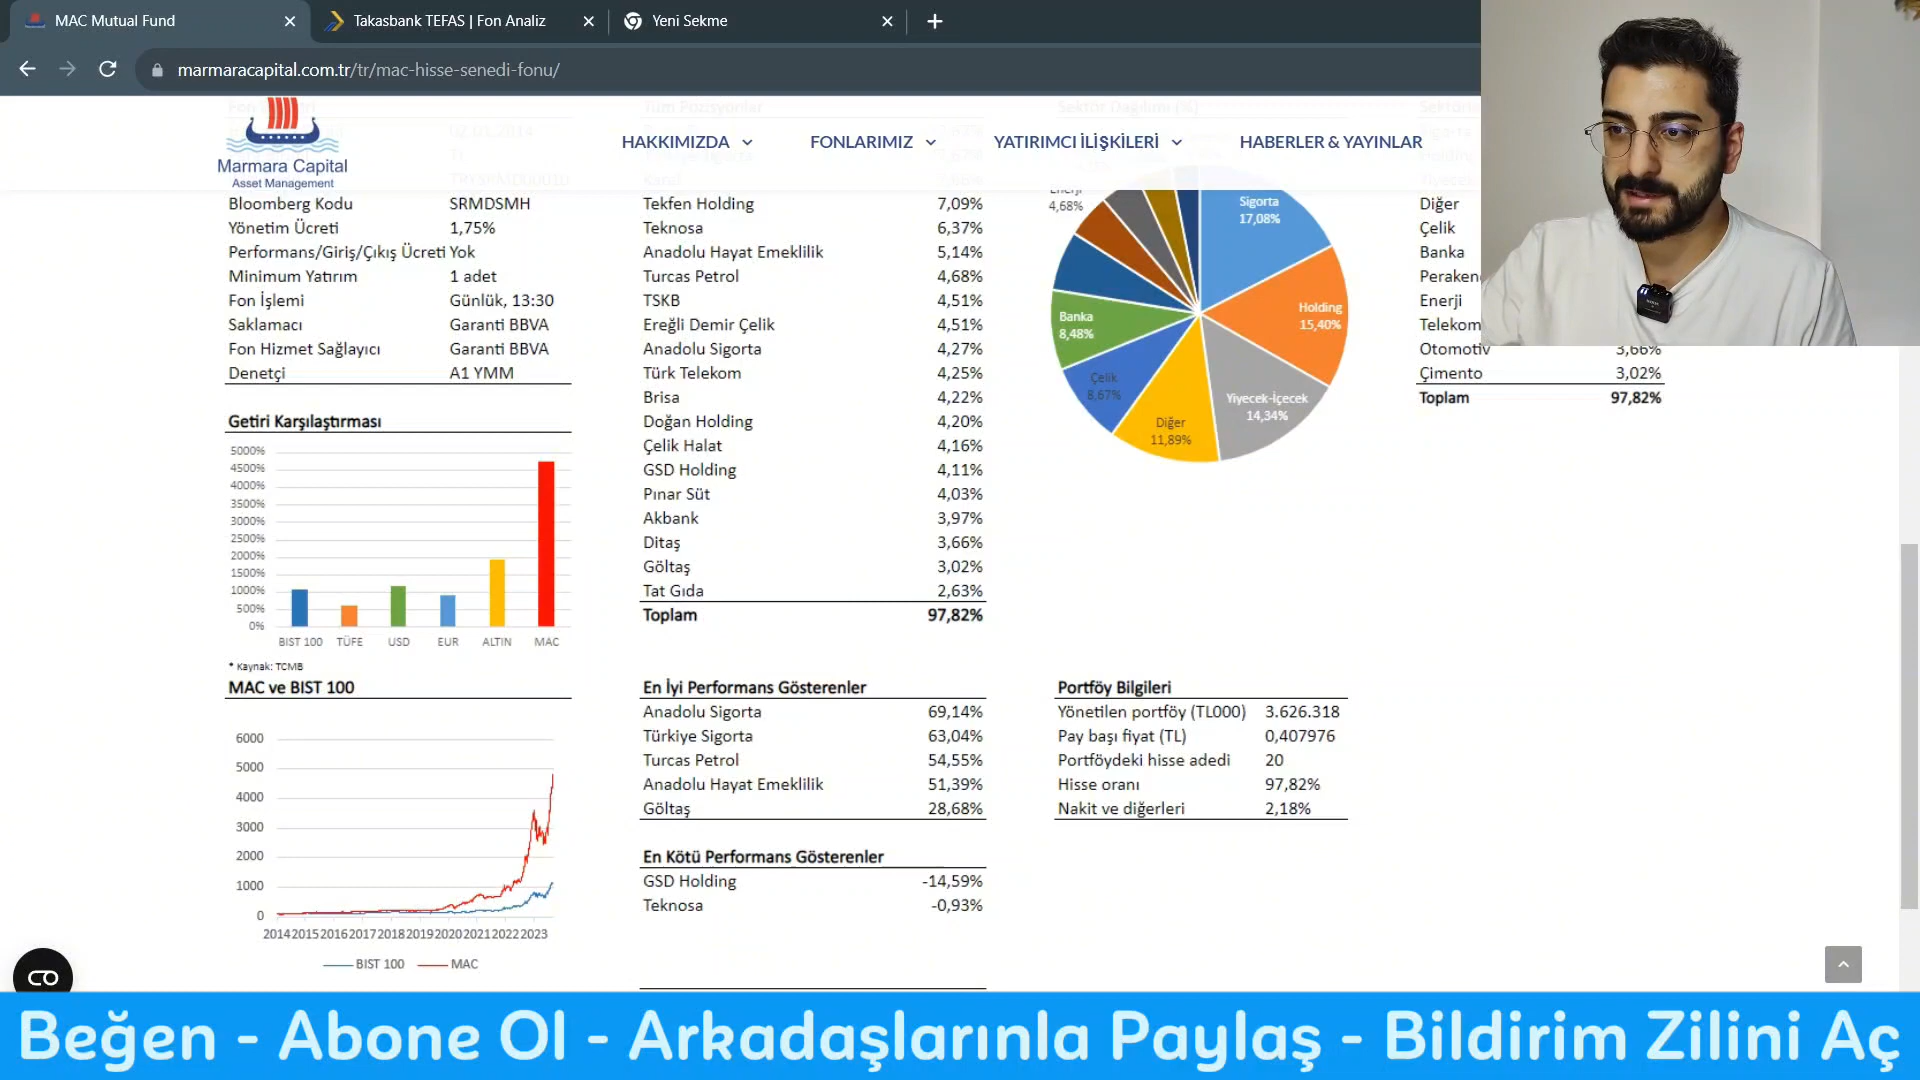 MAC Mutual Fund
Takasbank TEFAS | Fon Analiz
Yeni Sekme
marmaracapital.com.tr/tr/mac-hisse-senedi-fonu/
Marmara Capital
Asset Management
HAKKIMIZDA
FONLARIMIZ
YATIRIMCI İLİŞKİLERİ
HABERLER & YAYINLAR
Tüm Pozisyonlar
Sektör Dağılımı (%)
Bloomberg Kodu SRMDSMH
Yönetim Ücreti 1,75%
Performans/Giriş/Çıkış Ücreti Yok
Minimum Yatırım 1 adet
Fon İşlemi Günlük, 13:30
Saklamacı Garanti BBVA
Fon Hizmet Sağlayıcı Garanti BBVA
Denetçi A1 YMM
Getiri Karşılaştırması
5000%
4500%
4000%
3500%
3000%
2500%
2000%
1500%
1000%
500%
0%
BIST 100 TÜFE USD EUR ALTIN MAC
* Kaynak: TCMB
MAC ve BIST 100
6000
5000
4000
3000
2000
1000
0
2014 2015 2016 2017 2018 2019 2020 2021 2022 2023
BIST 100 MAC
Tekfen Holding 7,09%
Teknosa 6,37%
Anadolu Hayat Emeklilik 5,14%
Turcas Petrol 4,68%
TSKB 4,51%
Ereğli Demir Çelik 4,51%
Anadolu Sigorta 4,27%
Türk Telekom 4,25%
Brisa 4,22%
Doğan Holding 4,20%
Çelik Halat 4,16%
GSD Holding 4,11%
Pınar Süt 4,03%
Akbank 3,97%
Ditaş 3,66%
Göltaş 3,02%
Tat Gıda 2,63%
Toplam 97,82%
En İyi Performans Gösterenler
Anadolu Sigorta 69,14%
Türkiye Sigorta 63,04%
Turcas Petrol 54,55%
Anadolu Hayat Emeklilik 51,39%
Göltaş 28,68%
En Kötü Performans Gösterenler
GSD Holding -14,59%
Teknosa -0,93%
Enerji
4,68%
Sigorta
17,08%
Holding
15,40%
Yiyecek-İçecek
14,34%
Diğer
11,89%
Çelik
8,67%
Banka
8,48%
Portföy Bilgileri
Yönetilen portföy (TL000) 3.626.318
Pay başı fiyat (TL) 0,407976
Portföydeki hisse adedi 20
Hisse oranı 97,82%
Nakit ve diğerleri 2,18%
Diğer
Çelik
Banka
Peraken
Enerji
Telekom
Otomotiv 3,66%
Çimento 3,02%
Toplam 97,82%
Beğen - Abone Ol - Arkadaşlarınla Paylaş - Bildirim Zilini Aç